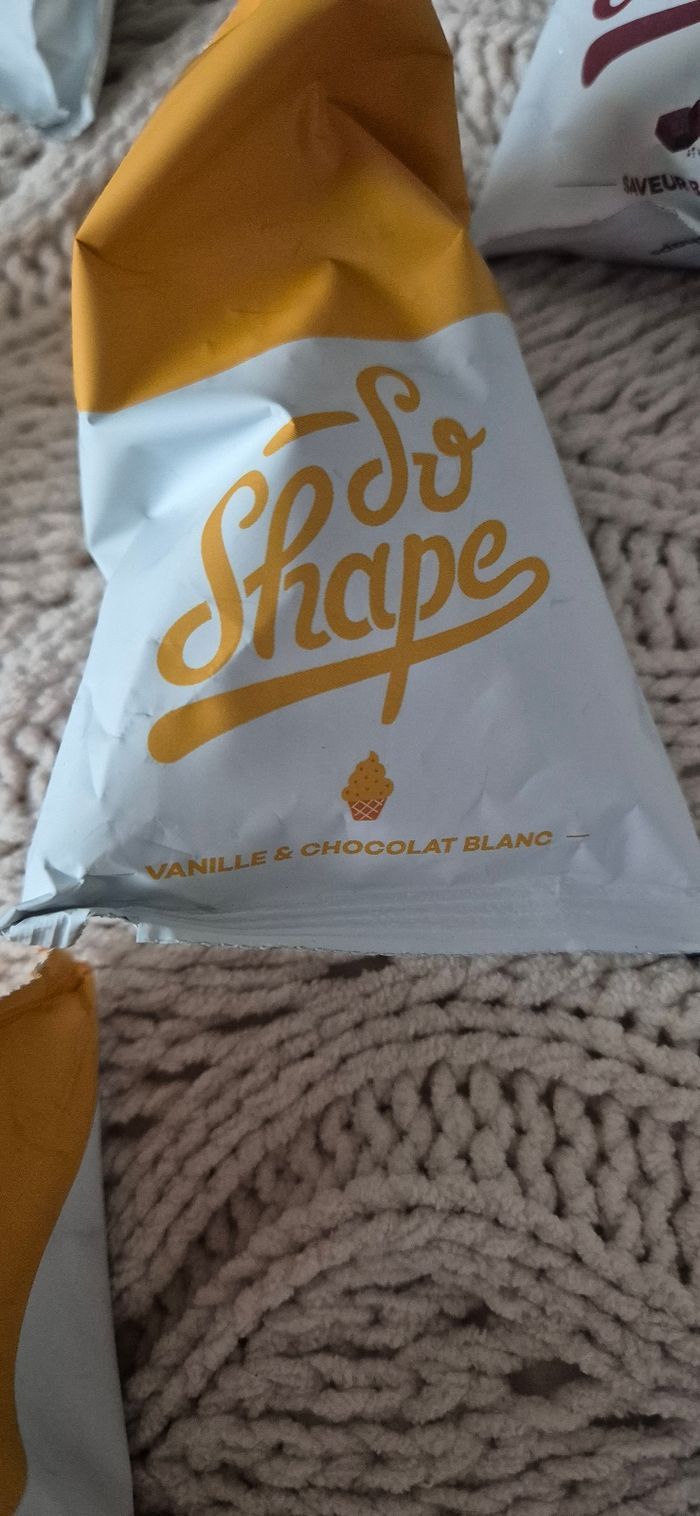 SAVEUR
So
Shape
VANILLE & CHOCOLAT BLANC